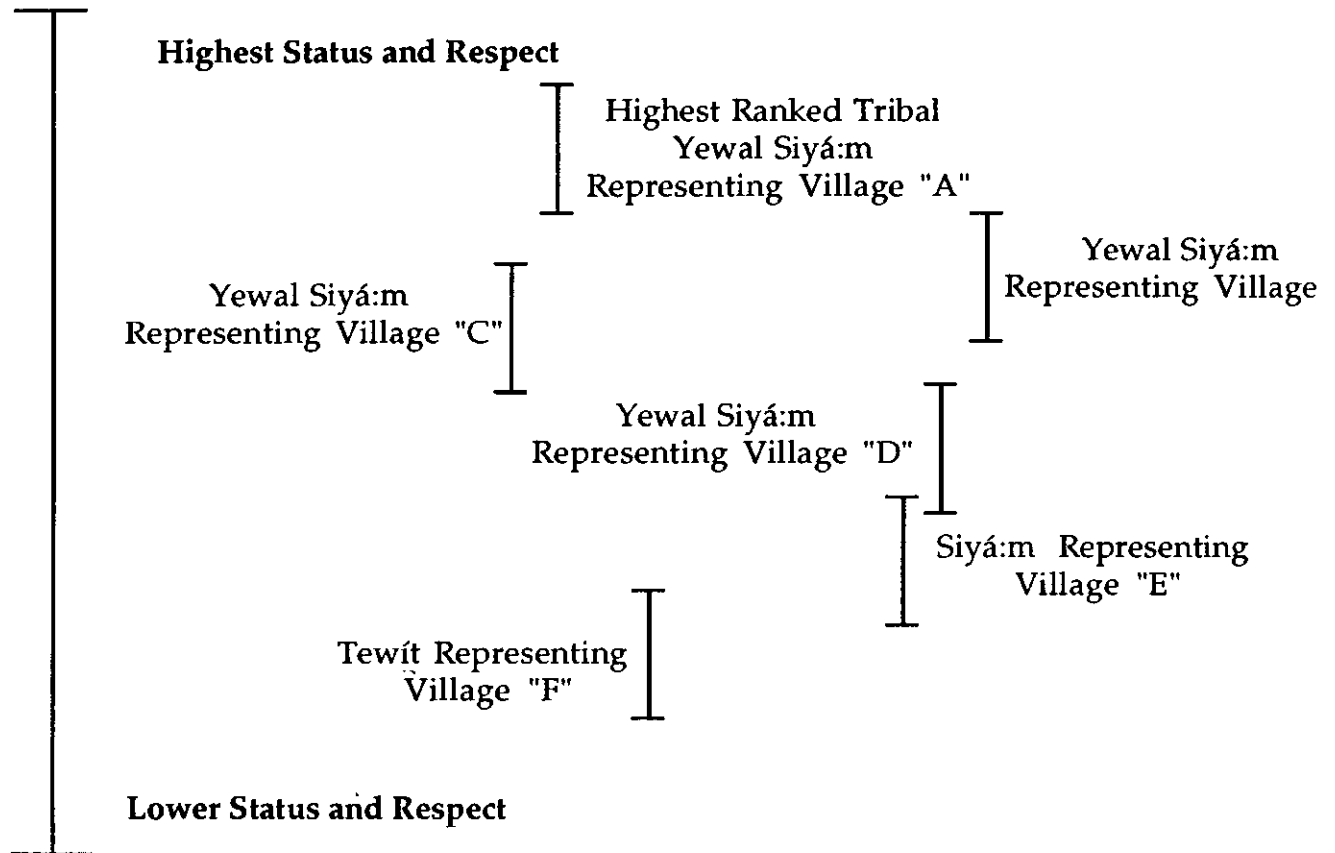 Highest Status and Respect
Highest Ranked Tribal
Yewal Siyá:m
Representing Village "A"
Yewal Siyá:m
Representing Village
Yewal Siyá:m
Representing Village "C"
Yewal Siyá:m
Representing Village "D"
Siyá:m Representing
Village "E"
Tewít Representing
Village "F"
Lower Status and Respect